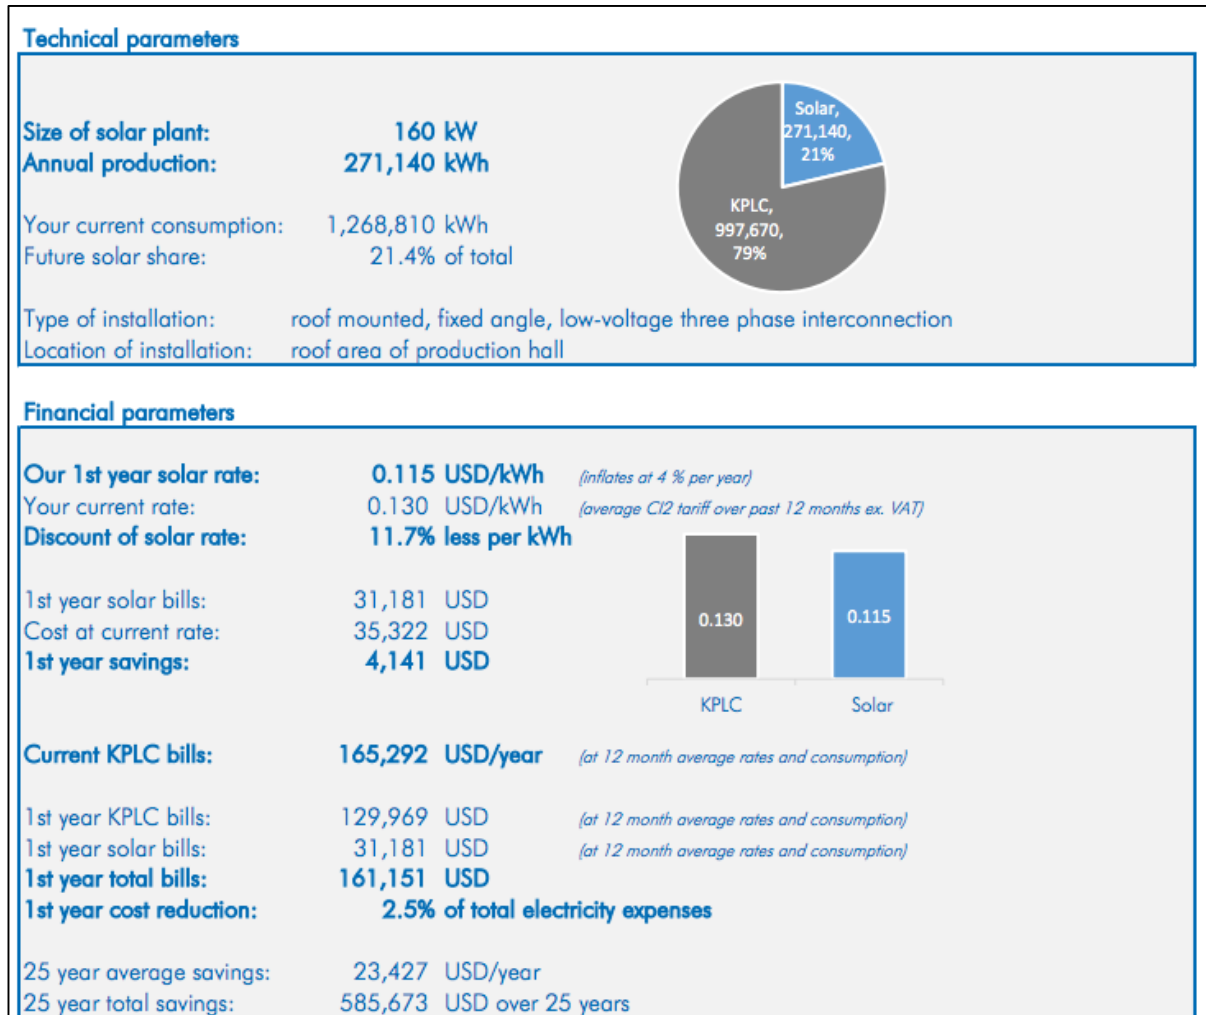 Technical parameters
Size of solar plant: 160 kW
Annual production: 271,140 kWh
Your current consumption: 1,268,810 kWh
Future solar share: 21.4% of total
Solar,
271,140,
21%
KPLC,
997,670,
79%
Type of installation: roof mounted, fixed angle, low-voltage three phase interconnection
Location of installation: roof area of production hall
Financial parameters
Our 1st year solar rate: 0.115 USD/kWh (inflates at 4 % per year)
Your current rate: 0.130 USD/kWh (average CI2 tariff over past 12 months ex. VAT)
Discount of solar rate: 11.7% less per kWh
1st year solar bills: 31,181 USD
Cost at current rate: 35,322 USD
1st year savings: 4,141 USD
0.130
0.115
KPLC
Solar
Current KPLC bills: 165,292 USD/year (at 12 month average rates and consumption)
1st year KPLC bills: 129,969 USD (at 12 month average rates and consumption)
1st year solar bills: 31,181 USD (at 12 month average rates and consumption)
1st year total bills: 161,151 USD
1st year cost reduction: 2.5% of total electricity expenses
25 year average savings: 23,427 USD/year
25 year total savings: 585,673 USD over 25 years